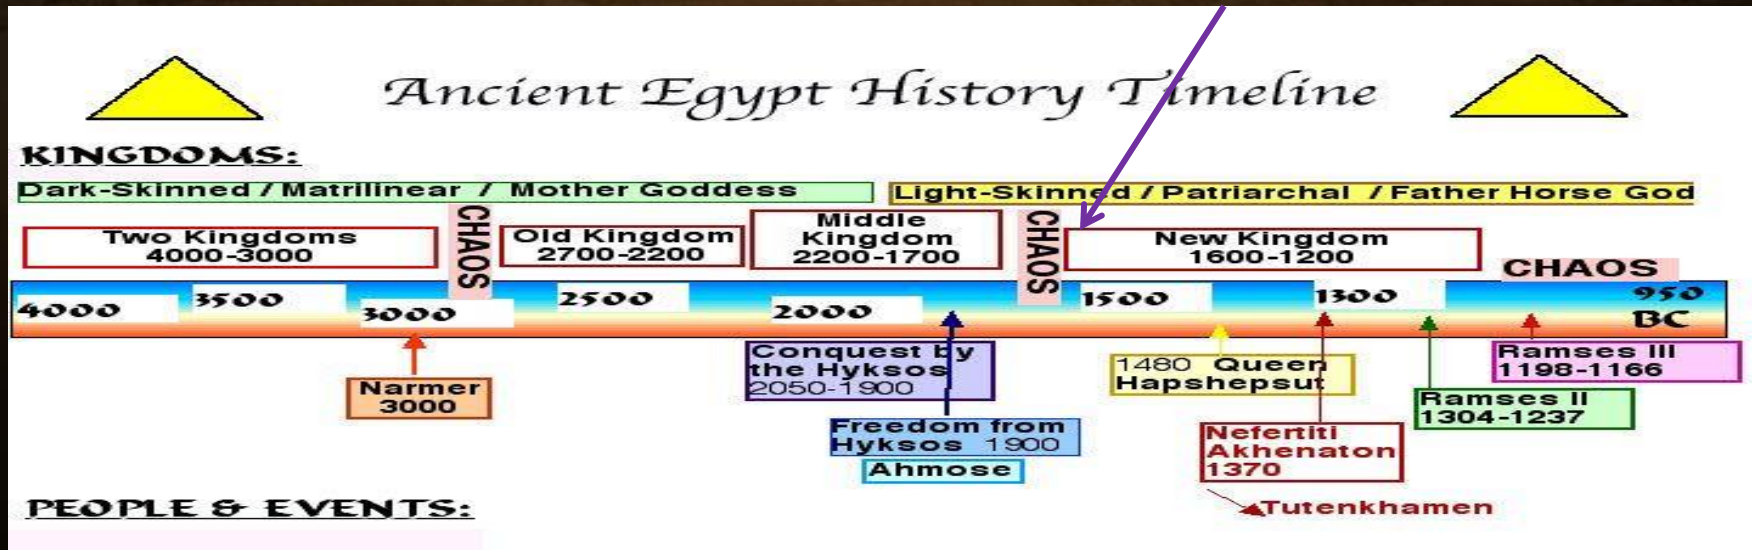 Ancient Egypt History Timeline
KINGDOMS:
Dark-Skinned / Matrilinear / Mother Goddess
Light-Skinned / Patriarchal / Father Horse God
Two Kingdoms
4000-3000
CHAOS
Old Kingdom
2700-2200
Middle
Kingdom
2200-1700
CHAOS
New Kingdom
1600-1200
CHAOS
4000
3500
3000
2500
2000
1500
1300
950
BC
Narmer
3000
Conquest by
the Hyksos
2050-1900
Freedom from
Hyksos 1900
Ahmose
1480 Queen
Hapshepsut
Nefertiti
Akhenaton
1370
Tutenkhamen
Ramses II
1304-1237
Ramses III
1198-1166
PEOPLE & EVENTS: